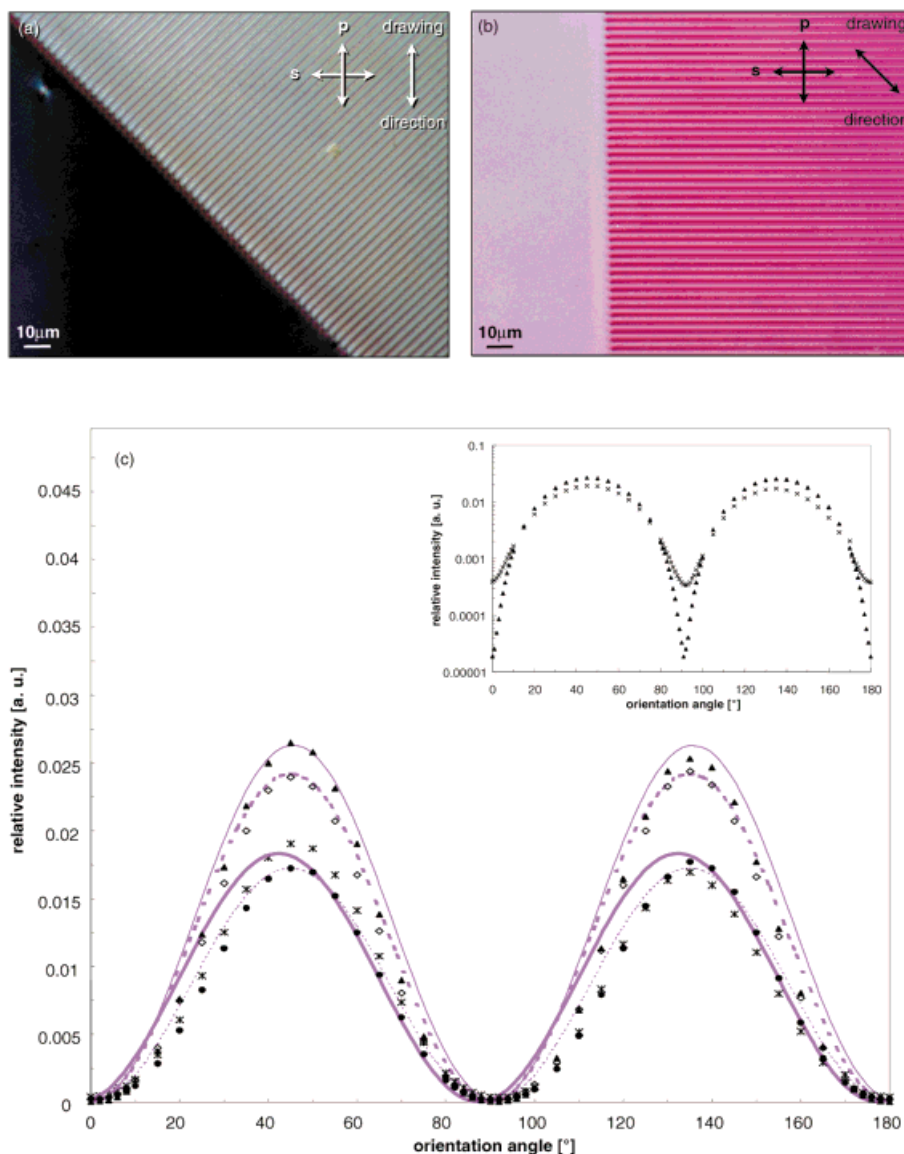 (a)
p
drawing
s
direction
10μm
(b)
p
drawing
s
direction
10μm
(c)
relative intensity [a. u.]
0.045
0.04
0.035
0.03
0.025
0.02
0.015
0.01
0.005
0
0 20 40 60 80 100 120 140 160 180
orientation angle [°]
relative intensity [a. u.]
0.1
0.01
0.001
0.0001
0.00001
0 20 40 60 80 100 120 140 160 180
orientation angle [°]